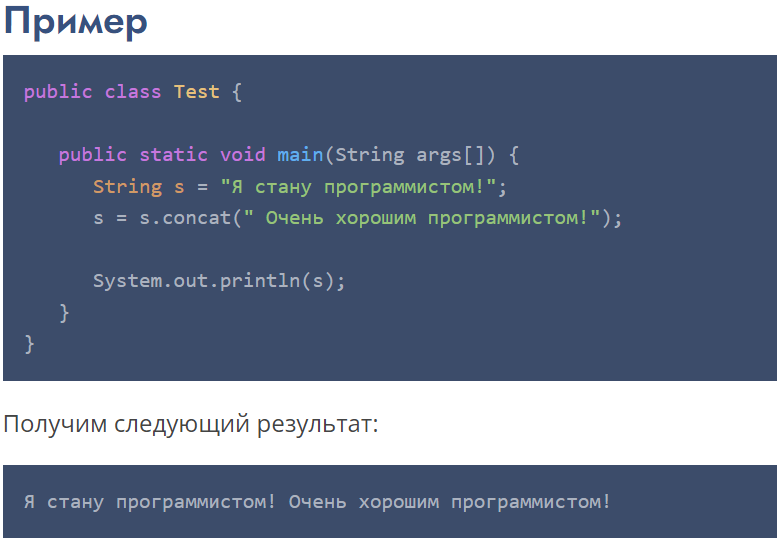 Пример
public class Test {
public static void main(String args[]) {
String s = "Я стану программистом!";
s = s.concat(" Очень хорошим программистом!");
System.out.println(s);
}
}
Получим следующий результат:
Я стану программистом! Очень хорошим программистом!